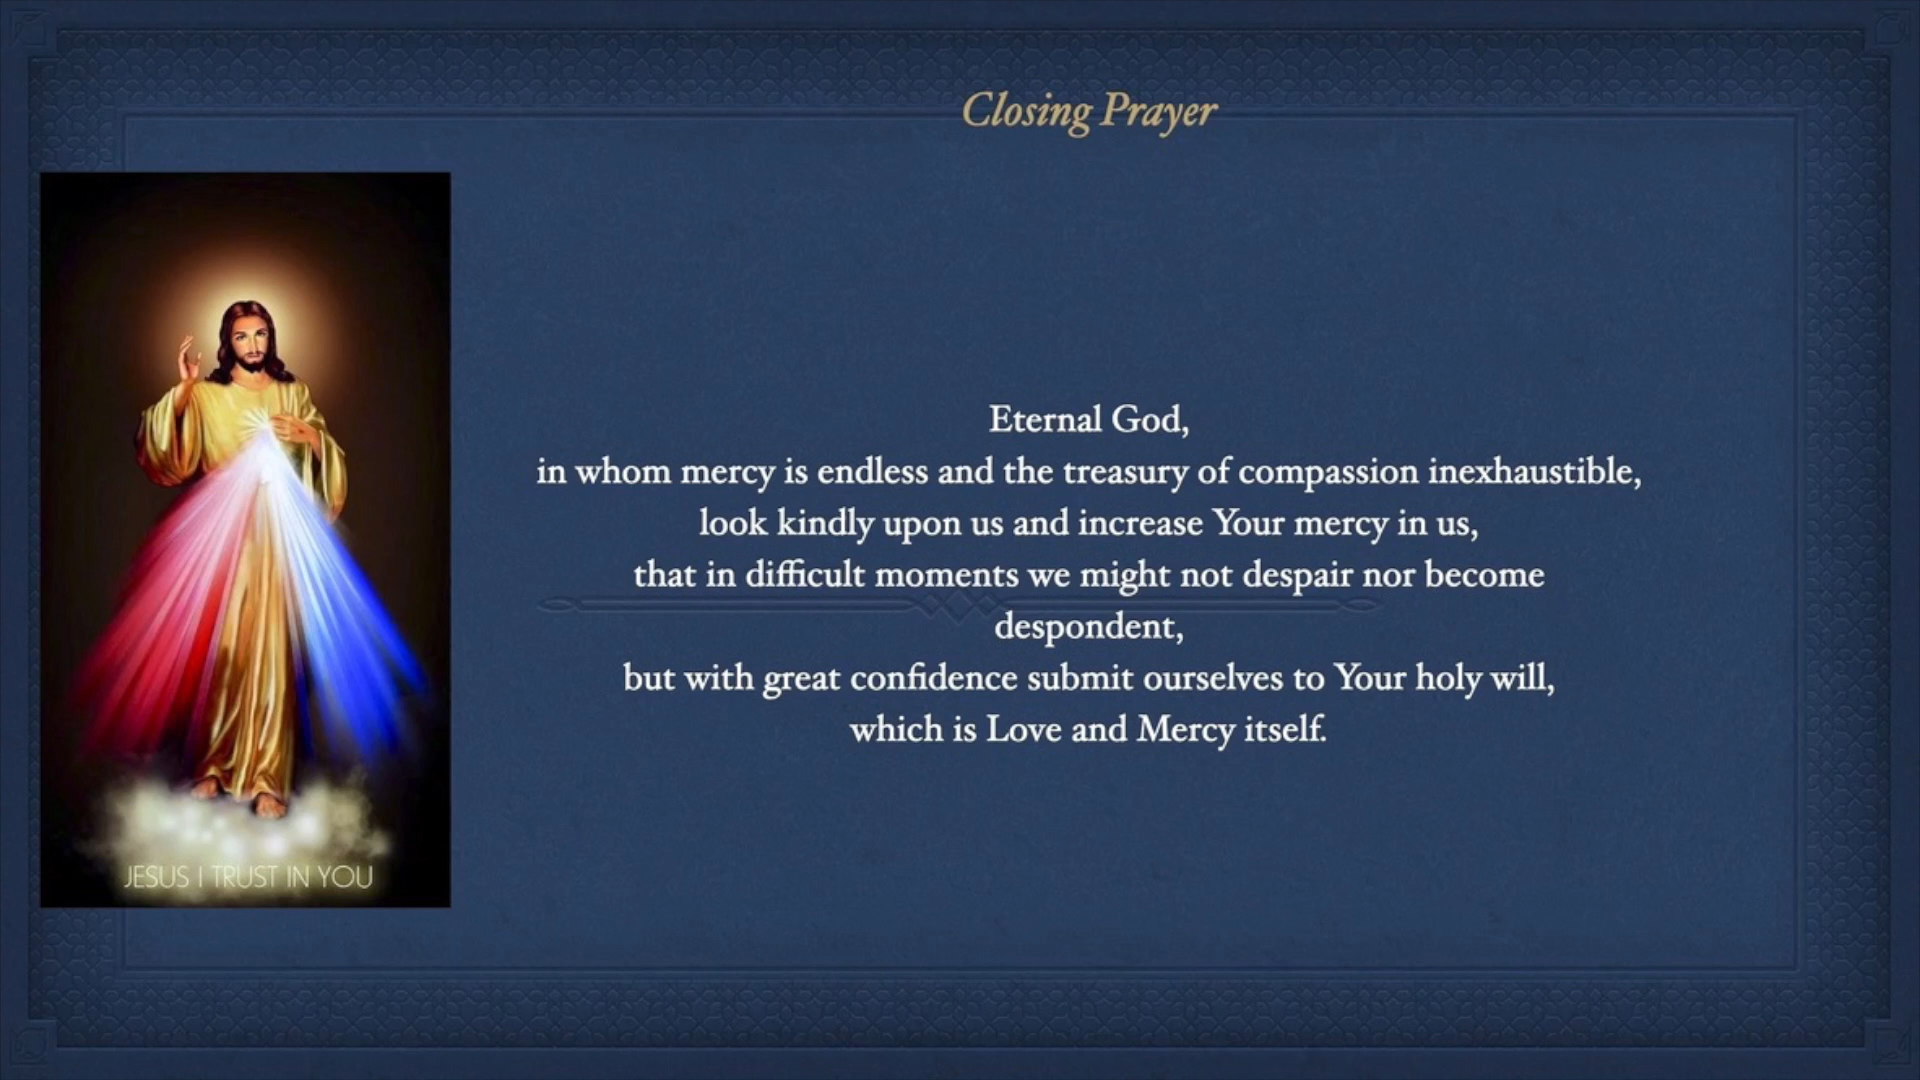 Closing Prayer
Eternal God,
in whom mercy is endless and the treasury of compassion inexhaustible,
look kindly upon us and increase Your mercy in us,
that in difficult moments we might not despair nor become
despondent,
but with great confidence submit ourselves to Your holy will,
which is Love and Mercy itself.
JESUS I TRUST IN YOU